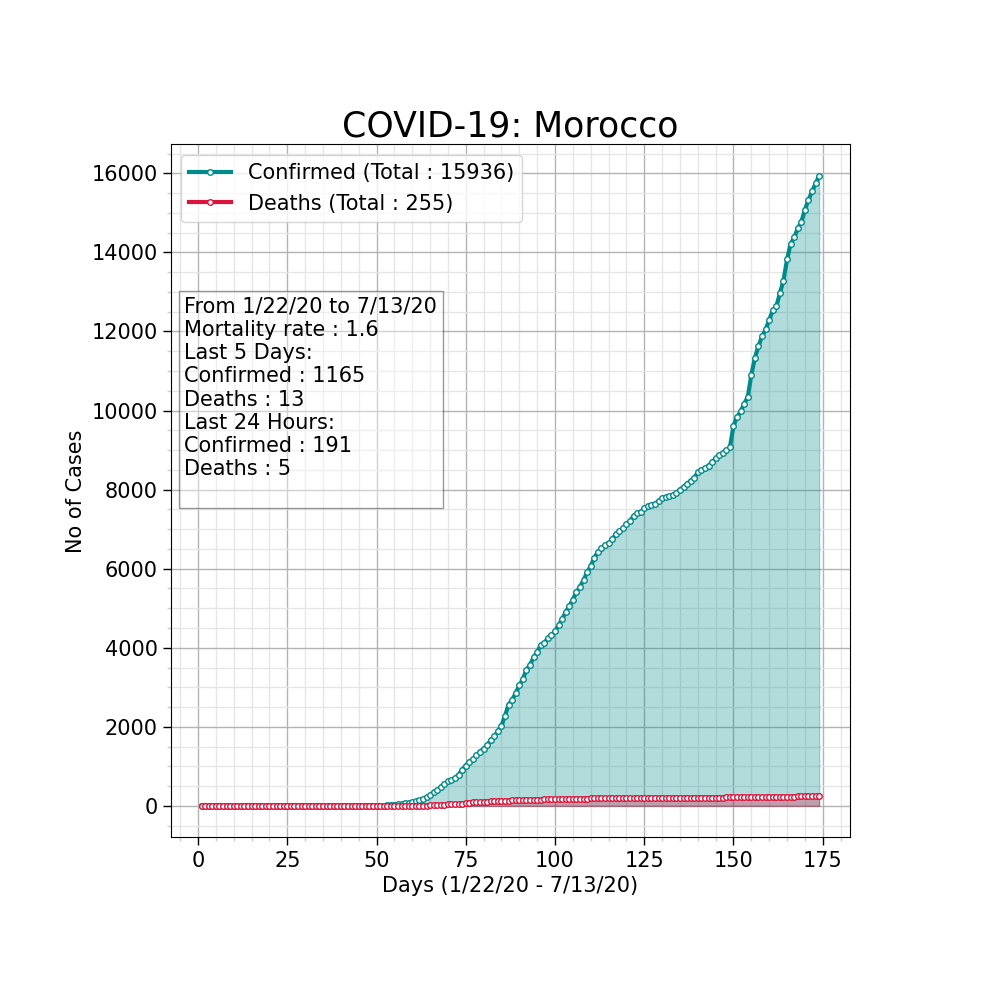 COVID-19: Morocco
Confirmed (Total : 15936)
Deaths (Total : 255)
From 1/22/20 to 7/13/20
Mortality rate : 1.6
Last 5 Days:
Confirmed : 1165
Deaths : 13
Last 24 Hours:
Confirmed : 191
Deaths : 5
No of Cases
16000
14000
12000
10000
8000
6000
4000
2000
0
0 25 50 75 100 125 150 175
Days (1/22/20 - 7/13/20)